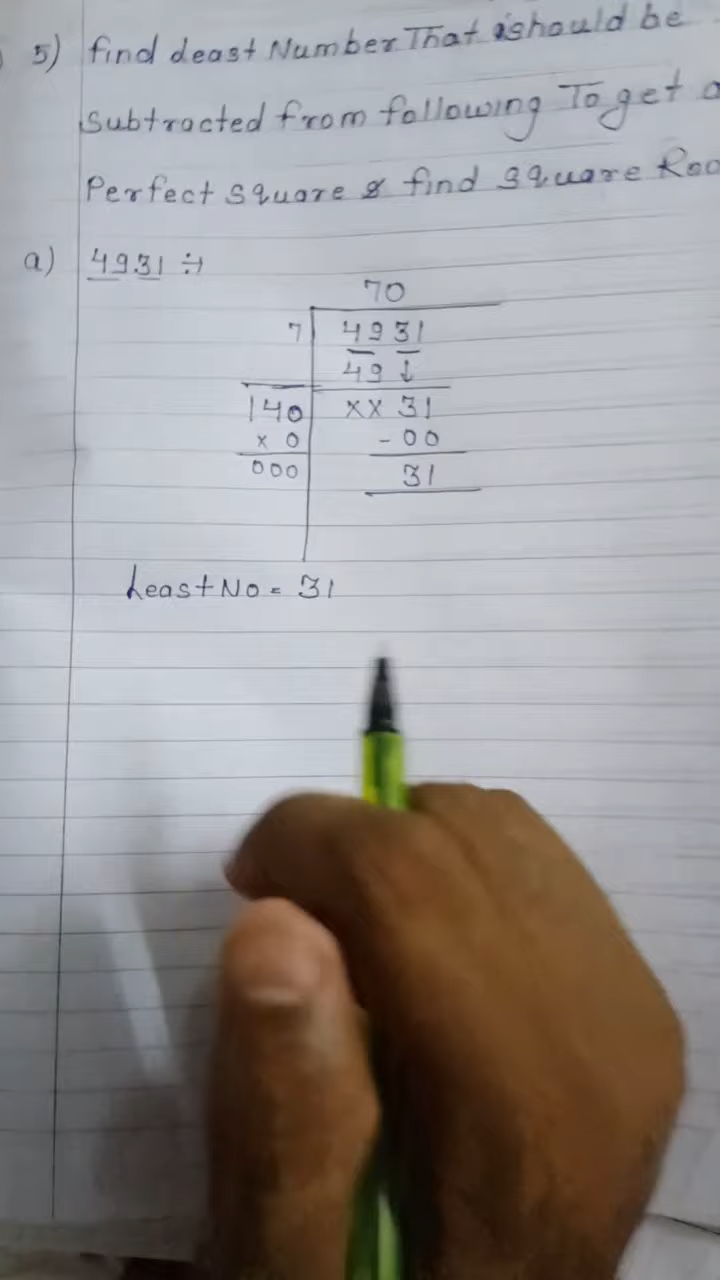 5) find deast Number That should be
Subtracted from following To get a
Perfect square & find square Roo
a) 4931 ÷
70
7 4931
49 ↓
140 xx 31
x 0 - 00
000 31
Least No = 31